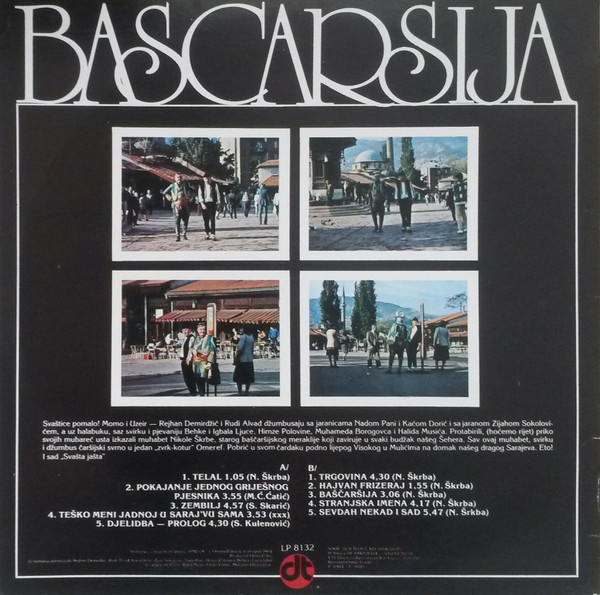 BAŠČARŠIJA
Svaštice pomalo! Momo i Uzeir — Rejhan Demirdžić i Rudi Alvađ džumbusaju sa jaranicama Nadom Pani i Kaćom Dorić i sa jaranom Zijahom Sokolovi-
ćem, a uz halabuku, saz svirku i pjevaniju Behke i Igbala Ljuce, Himze Polovine, Muhameda Borogovca i Halida Musića. Protabirili, (hoćemo rijet) priko
svojih mubareć usta izkazali muhabet Nikole Škrbe, starog baščaršijskog meraklije koji zaviruje u svaki budžak našeg Šehera. Sav ovaj muhabet, svirku
i džumbus čaršijski svrno u jedan „zvrk-kotur" Omeref. Pobrić u svom čardaku podno lijepog Visokog u Mulićima na domak našeg dragog Sarajeva. Eto!
I sad „Svašta jašta"
A/
1. TELAL 1,05 (N. Škrba)
2. POKAJANJE JEDNOG GRIJEŠNOG
PJESNIKA 3,55 (M.Ć.Ćatić)
3. ZEMBILJ 4,57 (S. Skarić)
4. TEŠKO MENI JADNOJ U SARAJ'VU SAMA 3,53 (xxx)
5. DJELIDBA — PROLOG 4,30 (S. Kulenović)
B/
1. TRGOVINA 4,30 (N. Škrba)
2. HAJVAN FRIZERAJ 1,55 (N. Škrba)
3. BAŠČARŠIJA 3,06 (N. Škrba)
4. STRANJSKA IMENA 4,17 (N. Škrba)
5. SEVDAH NEKAD I SAD 5,47 (N. Škrba)
LP 8132
dt